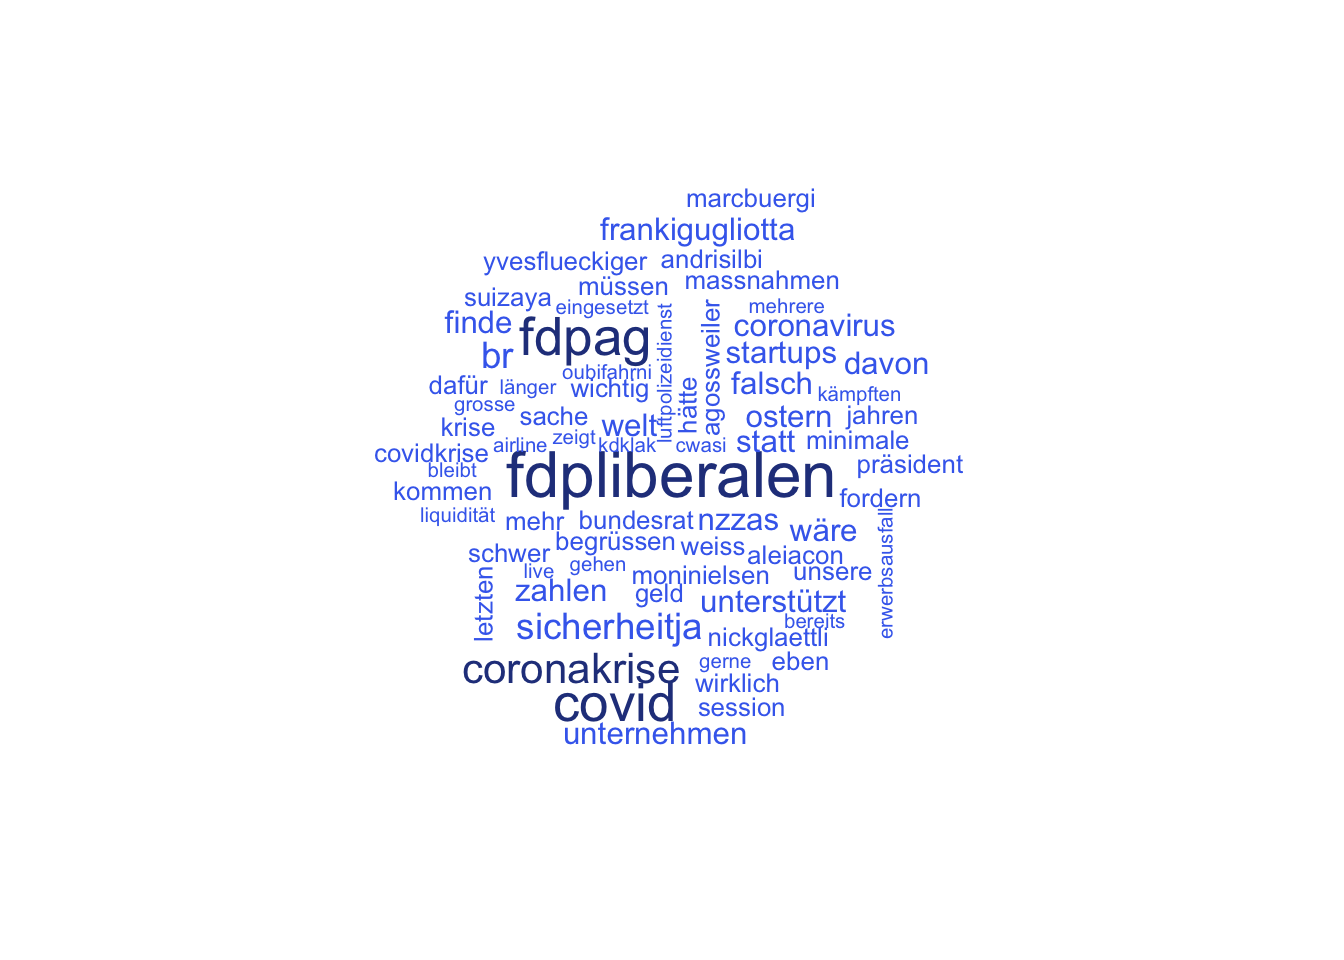 marcbuergi
frankigugliotta
yvesflueckiger andrisilbi
müssen massnahmen
suizaya eingesetzt mehrere
finde fdpag luftpolizeidienst agossweiler coronavirus
br startups davon
oubifahrni
dafür länger wichtig hätte falsch kämpften
grosse sache welt ostern jahren
krise zeigt statt minimale
covidkrise airline kdklak cwasi
bleibt fdpliberalen präsident
kommen fordern
liquidität mehr bundesrat nzzas wäre erwerbsausfall
schwer begrüssen weiss aleiacon
live gehen moninielsen unsere
letzten zahlen geld unterstützt
sicherheitja bereits
nickglaettli
coronakrise gerne eben
wirklich
covid session
unternehmen